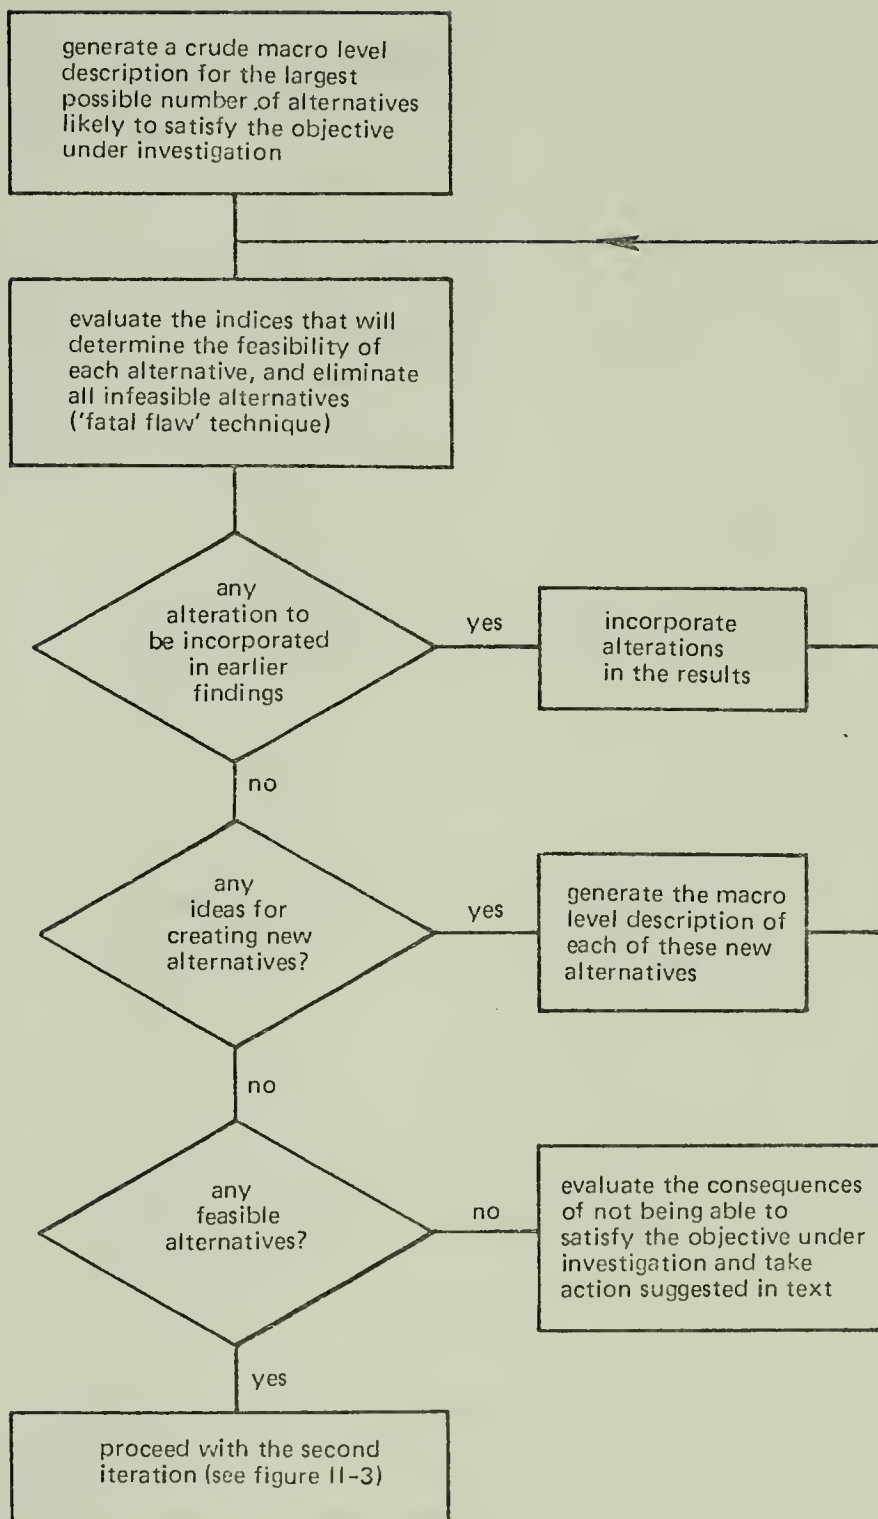 generate a crude macro level
description for the largest
possible number of alternatives
likely to satisfy the objective
under investigation
evaluate the indices that will
determine the feasibility of
each alternative, and eliminate
all infeasible alternatives
('fatal flaw' technique)
any
alteration to
be incorporated
in earlier
findings
yes
incorporate
alterations
in the results
no
any
ideas for
creating new
alternatives?
yes
generate the macro
level description of
each of these new
alternatives
no
any
feasible
alternatives?
no
evaluate the consequences
of not being able to
satisfy the objective under
investigation and take
action suggested in text
yes
proceed with the second
iteration (see figure II-3)